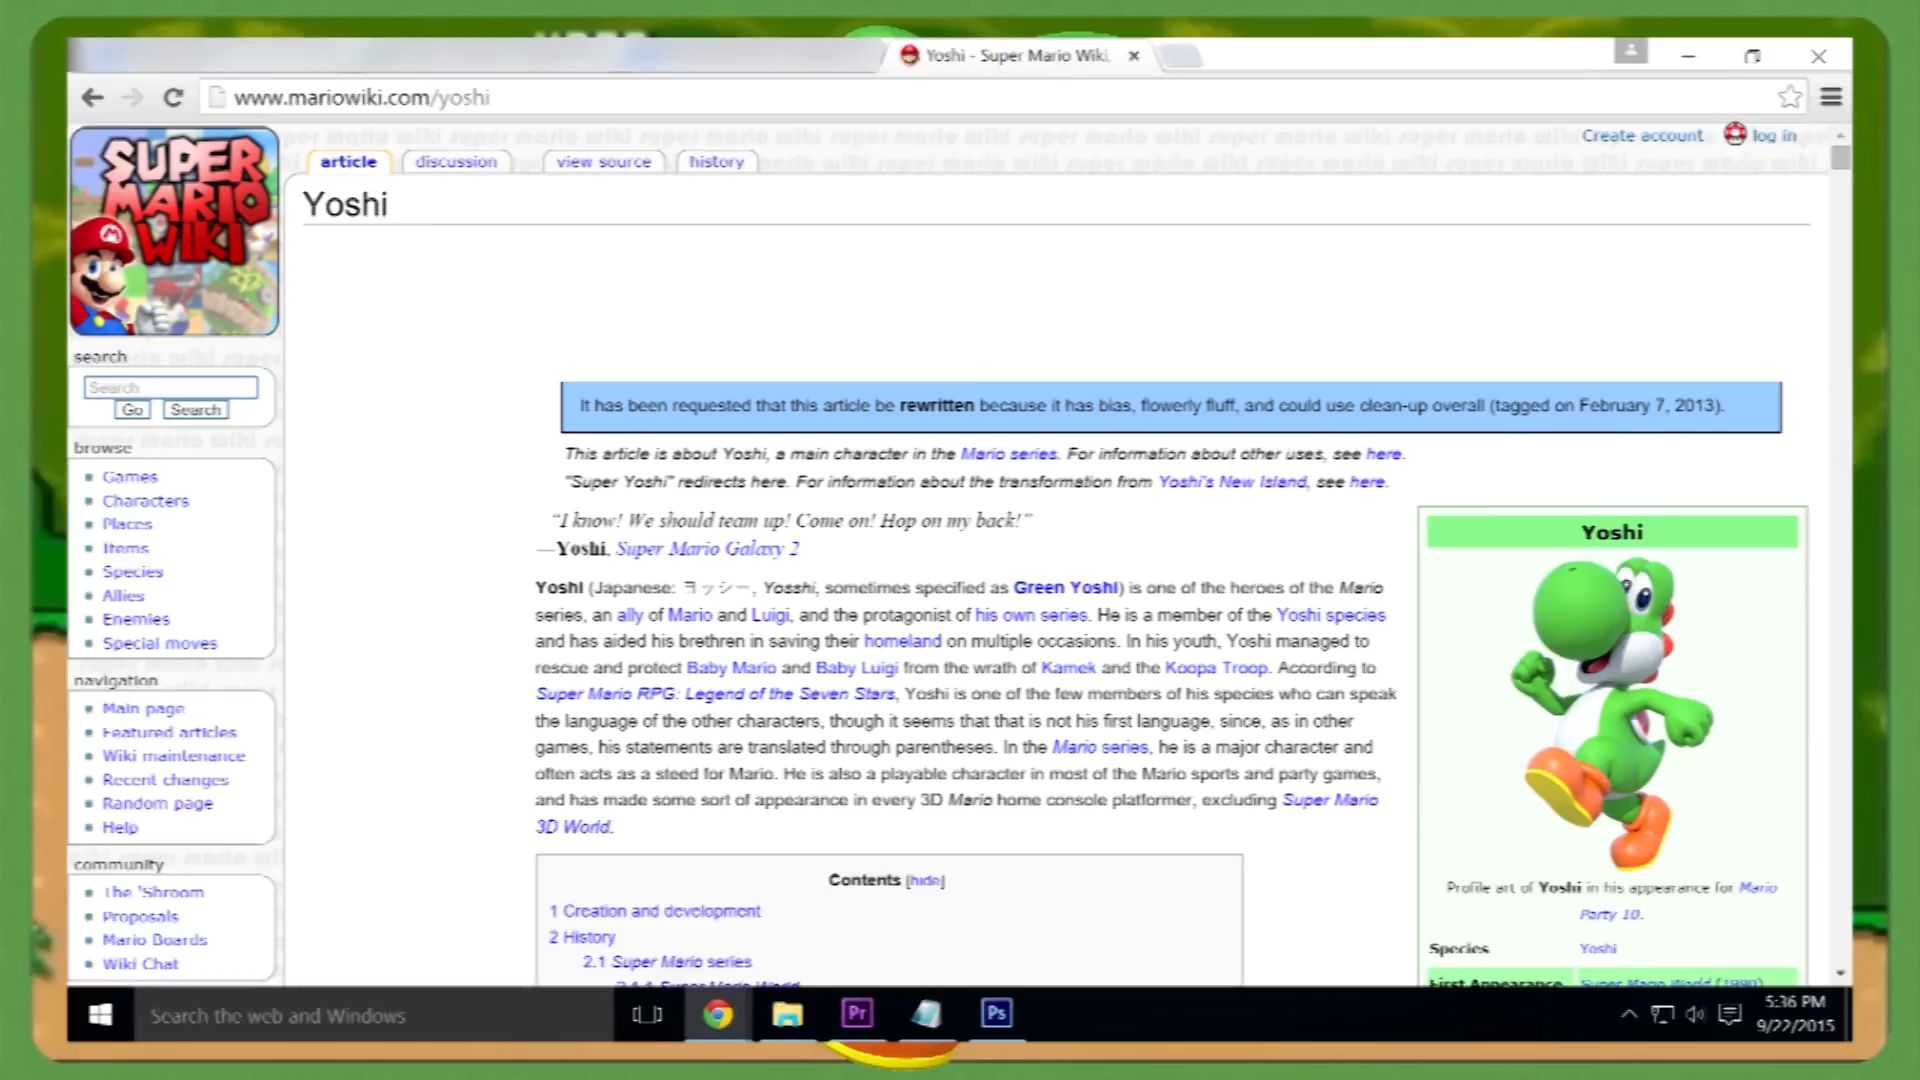 Yoshi - Super Mario Wiki,
www.mariowiki.com/yoshi
Create account log in
SUPER
MARIO
WIKI
article discussion view source history
Yoshi
search
Search
Go Search
browse
Games
Characters
Places
Items
Species
Allies
Enemies
Special moves
navigation
Main page
Featured articles
Wiki maintenance
Recent changes
Random page
Help
community
The 'Shroom
Proposals
Mario Boards
Wiki Chat
It has been requested that this article be rewritten because it has bias, flowerly fluff, and could use clean-up overall (tagged on February 7, 2013).
This article is about Yoshi, a main character in the Mario series. For information about other uses, see here.
"Super Yoshi" redirects here. For information about the transformation from Yoshi's New Island, see here.
"I know! We should team up! Come on! Hop on my back!"
—Yoshi, Super Mario Galaxy 2
Yoshi (Japanese: ヨッシー, Yosshi, sometimes specified as Green Yoshi) is one of the heroes of the Mario
series, an ally of Mario and Luigi, and the protagonist of his own series. He is a member of the Yoshi species
and has aided his brethren in saving their homeland on multiple occasions. In his youth, Yoshi managed to
rescue and protect Baby Mario and Baby Luigi from the wrath of Kamek and the Koopa Troop. According to
Super Mario RPG: Legend of the Seven Stars, Yoshi is one of the few members of his species who can speak
the language of the other characters, though it seems that that is not his first language, since, as in other
games, his statements are translated through parentheses. In the Mario series, he is a major character and
often acts as a steed for Mario. He is also a playable character in most of the Mario sports and party games,
and has made some sort of appearance in every 3D Mario home console platformer, excluding Super Mario
3D World.
Contents [hide]
1 Creation and development
2 History
2.1 Super Mario series
2.1.1 Super Mario World
Yoshi
Profile art of Yoshi in his appearance for Mario
Party 10.
Species Yoshi
First Appearance Super Mario World (1990)
Search the web and Windows
Pr
Ps
5:36 PM
9/22/2015